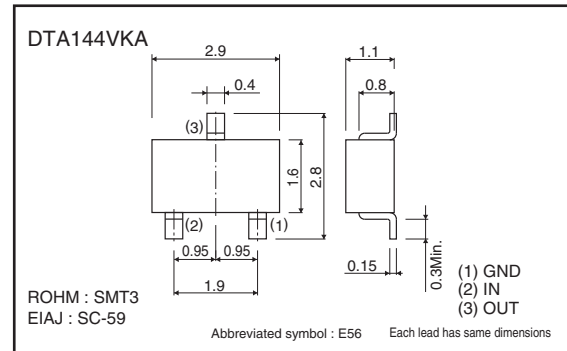 DTA144VKA
2.9
1.1
0.4
0.8
(3)
1.6
2.8
(2)
(1)
0.95
0.95
1.9
0.15
0.3Min.
(1) GND
(2) IN
(3) OUT
ROHM : SMT3
EIAJ : SC-59
Abbreviated symbol : E56
Each lead has same dimensions